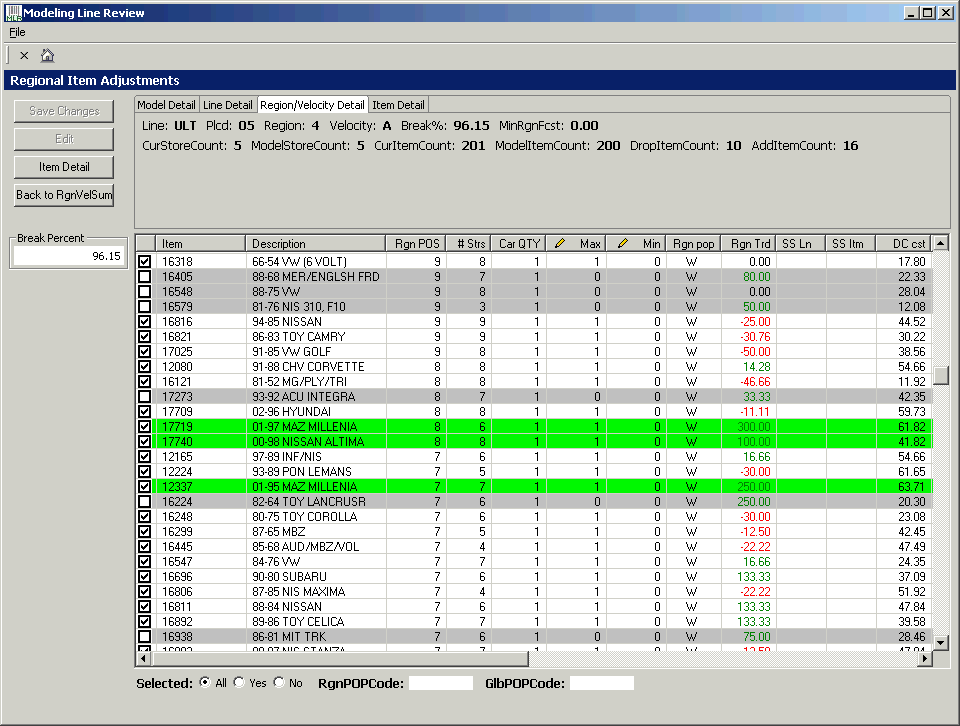 Modeling Line Review
File
Regional Item Adjustments
Save Changes
Edit
Item Detail
Back to RgnVelSum
Break Percent
96.15
Model Detail Line Detail Region/Velocity Detail Item Detail
Line: ULT Plcd: 05 Region: 4 Velocity: A Break%: 96.15 MinRgnFcst: 0.00
CurStoreCount: 5 ModelStoreCount: 5 CurItemCount: 201 ModelItemCount: 200 DropItemCount: 10 AddItemCount: 16
Item Description Rgn POS # Strs Car QTY Max Min Rgn pop Rgn Trd SS Ln SS Itm DC cst
16318 66-54 VW (6 VOLT) 9 8 1 1 0 W 0.00 17.80
16405 88-68 MER/ENGLSH FRD 9 7 1 0 0 W 80.00 22.33
16548 88-75 VW 9 8 1 0 0 W 0.00 28.04
16579 81-76 NIS 310, F10 9 3 1 0 0 W 50.00 12.08
16816 94-85 NISSAN 9 9 1 1 0 W -25.00 44.52
16821 86-83 TOY CAMRY 9 9 1 1 0 W -30.76 30.22
17025 91-85 VW GOLF 9 8 1 1 0 W -50.00 38.56
12080 91-88 CHV CORVETTE 8 8 1 1 0 W 14.28 54.66
16121 81-52 MG/PLY/TRI 8 8 1 1 0 W -46.66 11.92
17273 93-92 ACU INTEGRA 8 7 1 0 0 W 33.33 42.35
17709 02-96 HYUNDAI 8 8 1 1 0 W -11.11 59.73
17719 01-97 MAZ MILLENIA 8 6 1 1 0 W 300.00 61.82
17740 00-98 NISSAN ALTIMA 8 8 1 1 0 W 100.00 41.82
12165 97-89 INF/NIS 7 6 1 1 0 W 16.66 54.66
12224 93-89 PON LEMANS 7 5 1 1 0 W -30.00 61.65
12337 01-95 MAZ MILLENIA 7 7 1 1 0 W 250.00 63.71
16224 82-64 TOY LANCRUSR 7 6 1 0 0 W 250.00 20.30
16248 80-75 TOY COROLLA 7 6 1 1 0 W -30.00 23.08
16299 87-65 MBZ 7 5 1 1 0 W -12.50 42.45
16445 85-68 AUD/MBZ/VOL 7 4 1 1 0 W -22.22 47.49
16547 84-76 VW 7 7 1 1 0 W 16.66 24.35
16696 90-80 SUBARU 7 6 1 1 0 W 133.33 37.09
16806 87-85 NIS MAXIMA 7 4 1 1 0 W -22.22 51.92
16811 88-84 NISSAN 7 6 1 1 0 W 133.33 47.84
16892 89-86 TOY CELICA 7 7 1 1 0 W 133.33 39.58
16938 86-81 MIT TRK 7 6 1 0 0 W 75.00 28.46
Selected: All Yes No RgnPOPCode: GlbPOPCode: